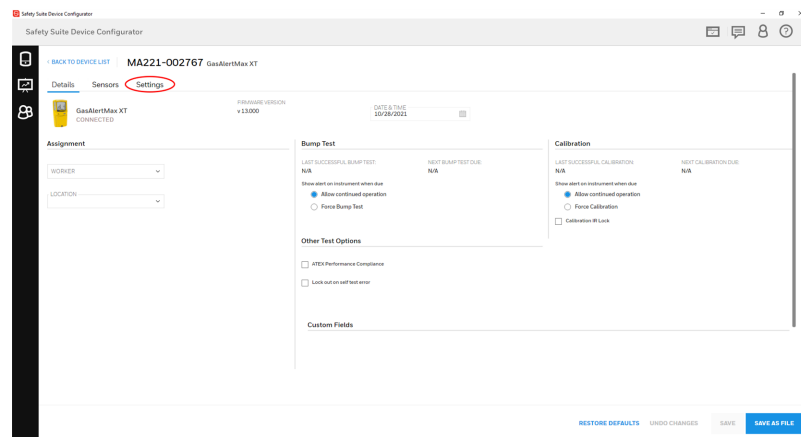 Safety Suite Device Configurator
Safety Suite Device Configurator
< BACK TO DEVICE LIST MA221-002767 GasAlertMax XT
Details Sensors Settings
GasAlertMax XT
CONNECTED
FIRMWARE VERSION
v 13.000
DATE & TIME
10/28/2021
Assignment
WORKER
LOCATION
Bump Test
LAST SUCCESSFUL BUMP TEST: NEXT BUMP TEST DUE:
N/A N/A
Show alert on instrument when due
Allow continued operation
Force Bump Test
Other Test Options
ATEX Performance Compliance
Lock out on self test error
Custom Fields
Calibration
LAST SUCCESSFUL CALIBRATION: NEXT CALIBRATION DUE:
N/A N/A
Show alert on instrument when due
Allow continued operation
Force Calibration
Calibration IR Lock
RESTORE DEFAULTS UNDO CHANGES SAVE SAVE AS FILE